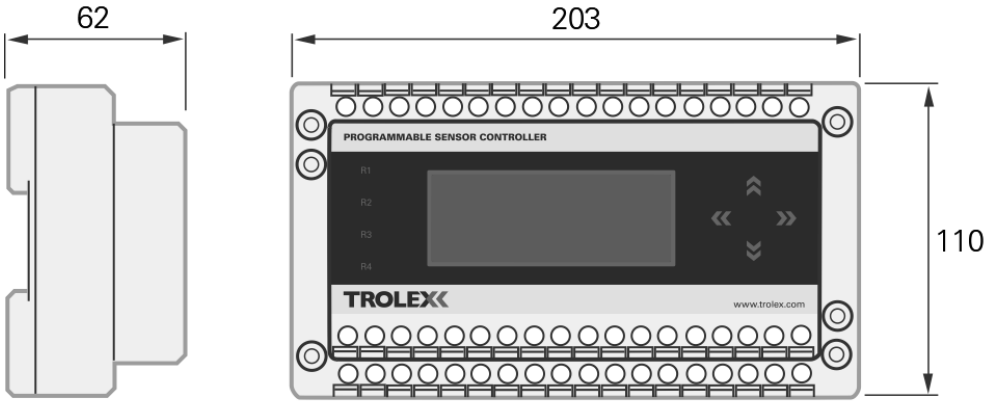 62
203
PROGRAMMABLE SENSOR CONTROLLER
R1
R2
R3
R4
110
TROLEX
www.trolex.com